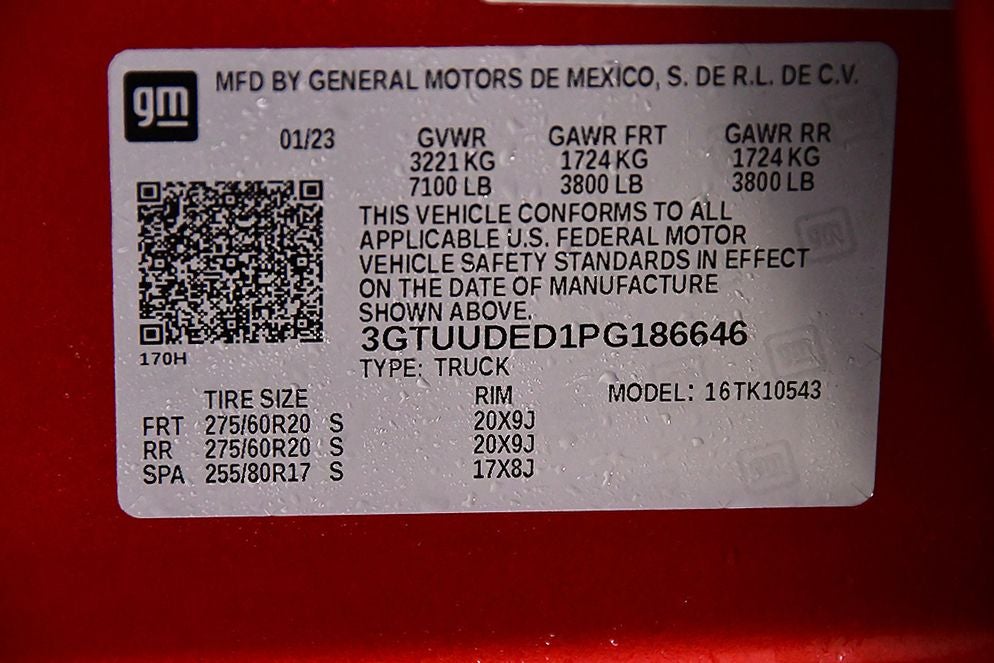 gm
MFD BY GENERAL MOTORS DE MEXICO, S. DE R.L. DE C.V.
01/23 GVWR GAWR FRT GAWR RR
3221 KG 1724 KG 1724 KG
7100 LB 3800 LB 3800 LB
THIS VEHICLE CONFORMS TO ALL
APPLICABLE U.S. FEDERAL MOTOR
VEHICLE SAFETY STANDARDS IN EFFECT
ON THE DATE OF MANUFACTURE
SHOWN ABOVE.
3GTUUDED1PG186646
170H
TYPE: TRUCK
TIRE SIZE RIM MODEL: 16TK10543
FRT 275/60R20 S 20X9J
RR 275/60R20 S 20X9J
SPA 255/80R17 S 17X8J